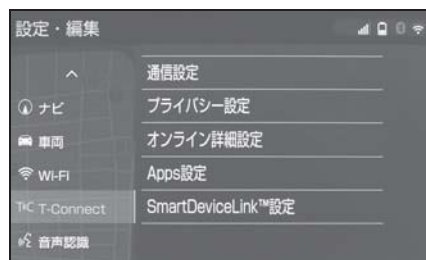 設定・編集
通信設定
ナビ
プライバシー設定
車両
オンライン詳細設定
Wi-Fi
Apps設定
T-Connect
SmartDeviceLink™設定
音声認識